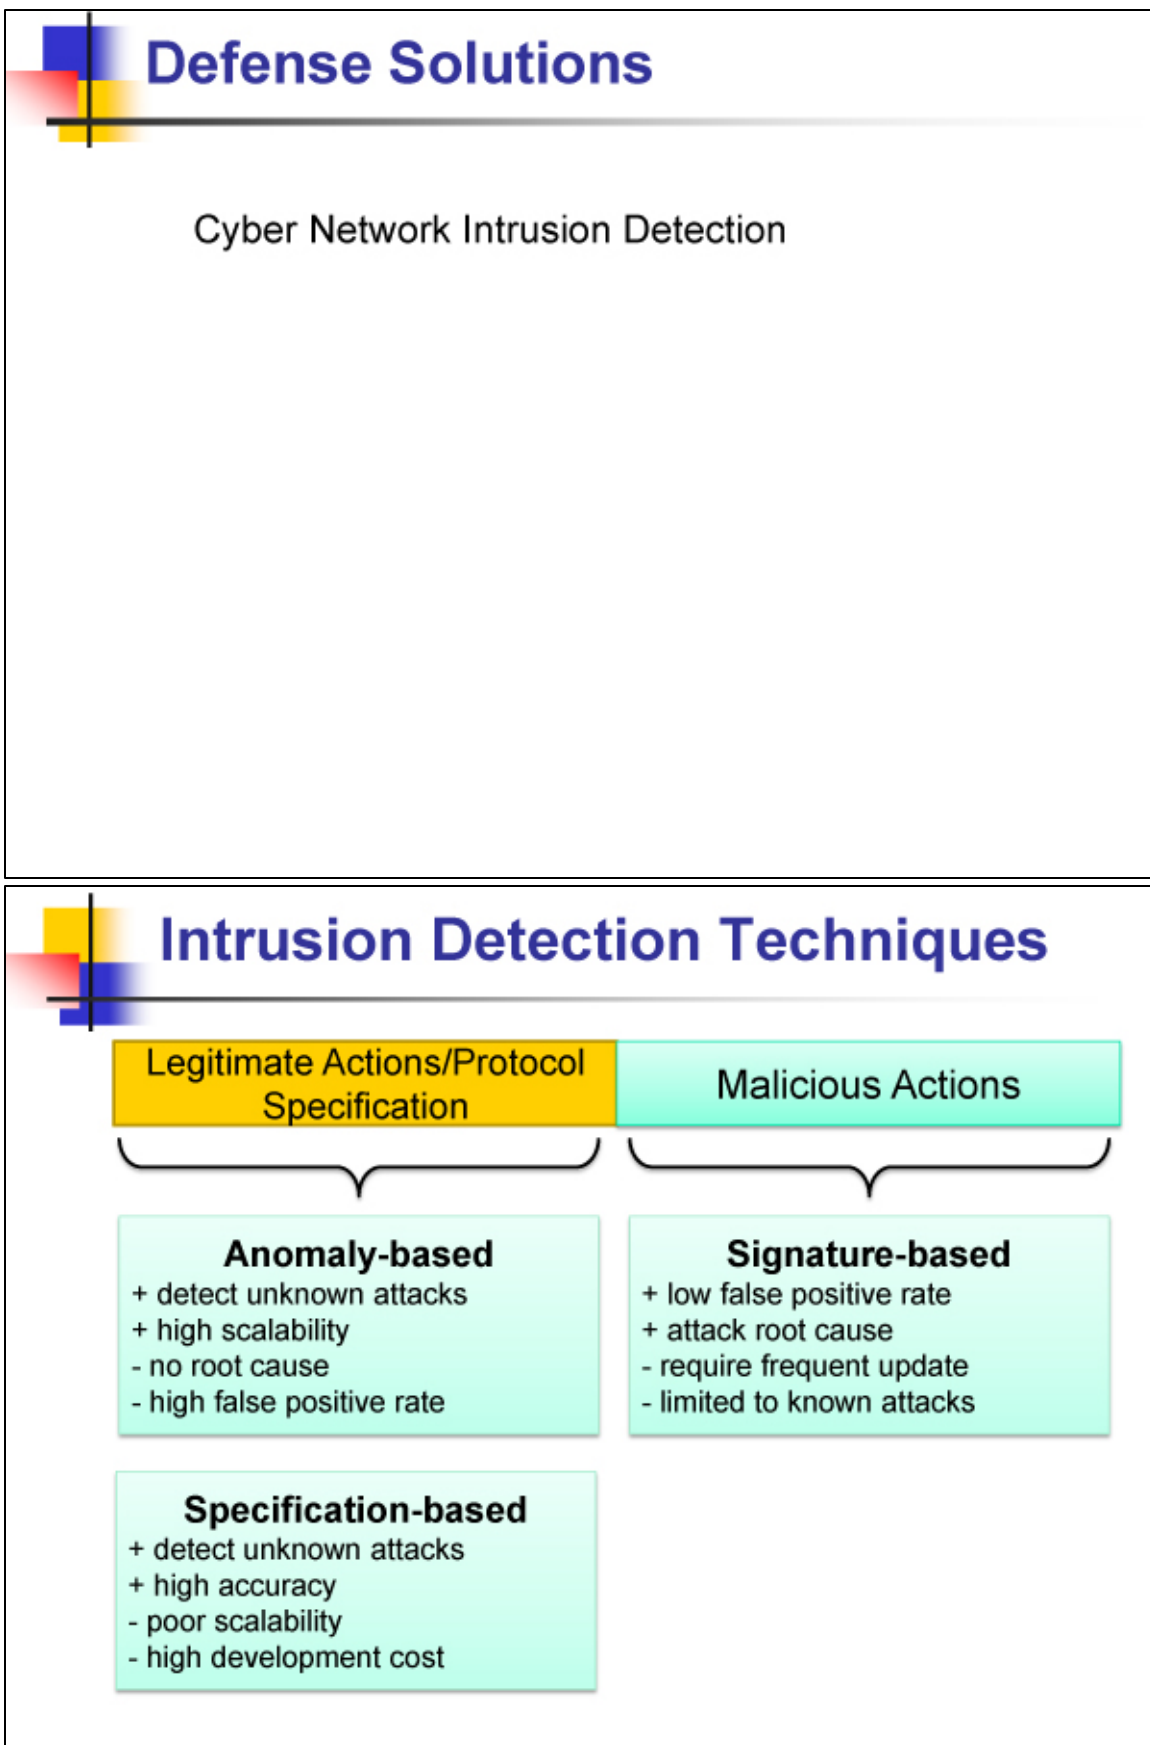 Defense Solutions
Cyber Network Intrusion Detection
Intrusion Detection Techniques
Legitimate Actions/Protocol
Specification
Malicious Actions
Anomaly-based
+ detect unknown attacks
+ high scalability
- no root cause
- high false positive rate
Signature-based
+ low false positive rate
+ attack root cause
- require frequent update
- limited to known attacks
Specification-based
+ detect unknown attacks
+ high accuracy
- poor scalability
- high development cost